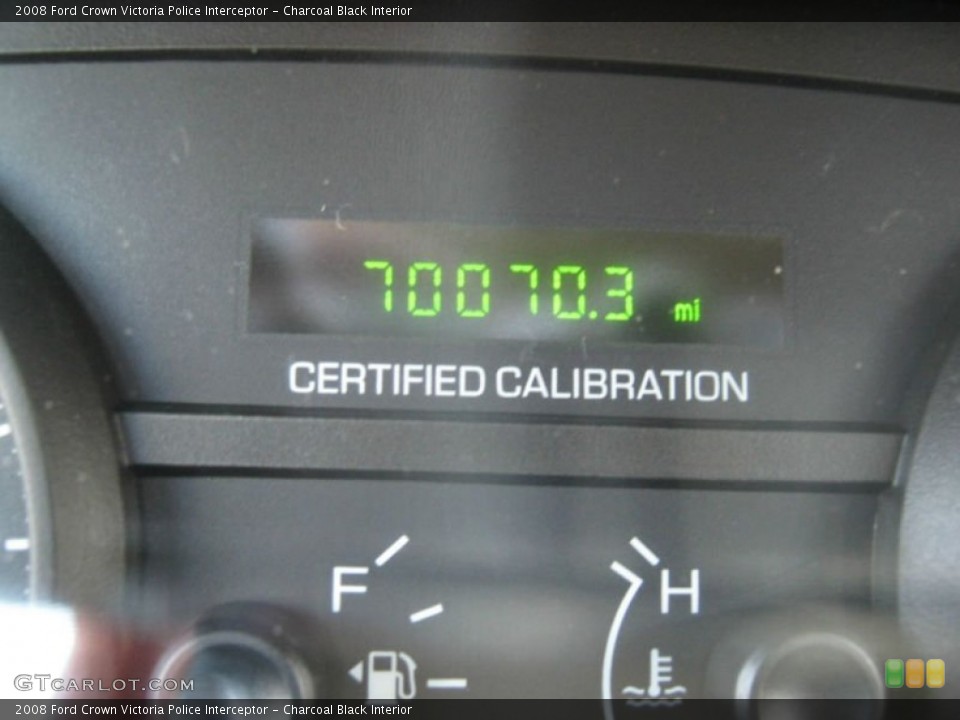 2008 Ford Crown Victoria Police Interceptor - Charcoal Black Interior
70070.3 mi
CERTIFIED CALIBRATION
F H
GTCARLOT.COM
2008 Ford Crown Victoria Police Interceptor - Charcoal Black Interior